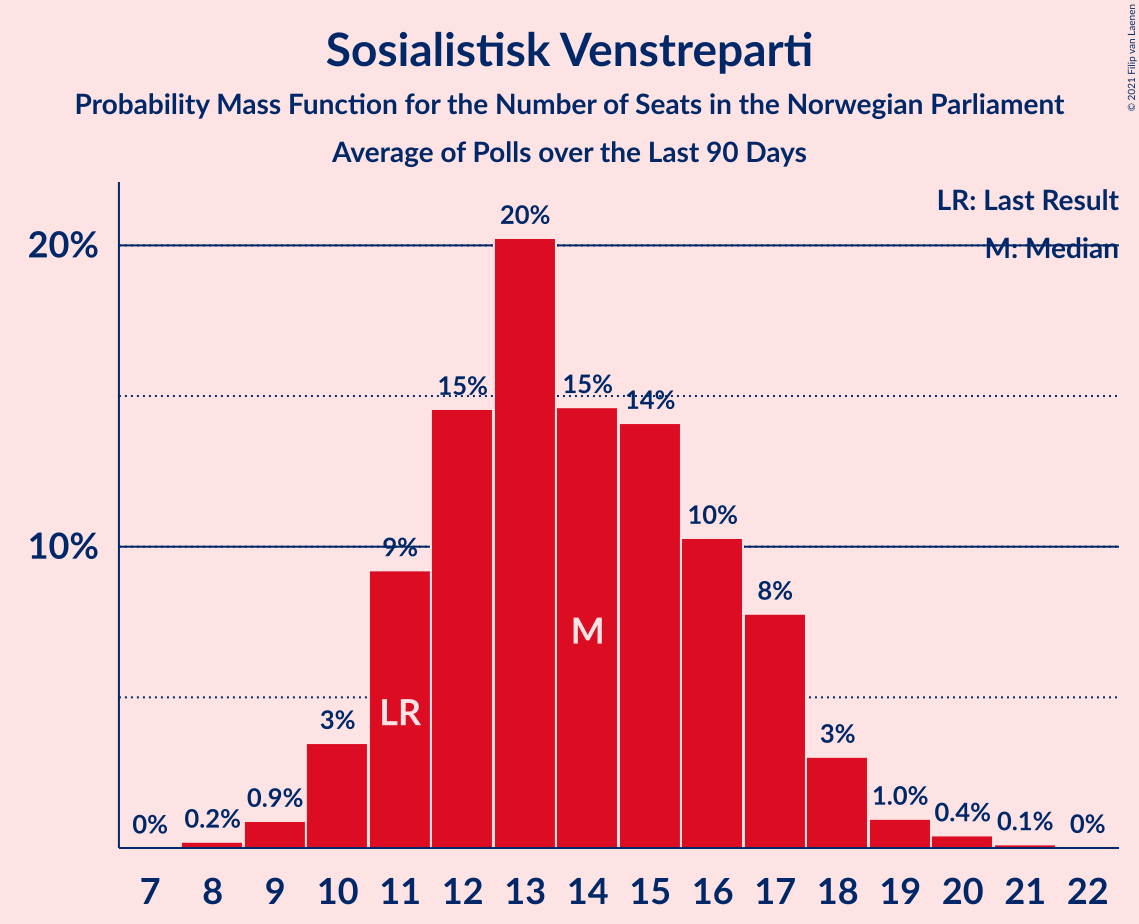 © 2021 Filip van Laenen
Sosialistisk Venstreparti
Probability Mass Function for the Number of Seats in the Norwegian Parliament
Average of Polls over the Last 90 Days
LR: Last Result
M: Median
20%
10%
0%
0.2%
0.9%
3%
9%
15%
20%
15%
14%
10%
8%
3%
1.0%
0.4%
0.1%
0%
LR
M
7 8 9 10 11 12 13 14 15 16 17 18 19 20 21 22